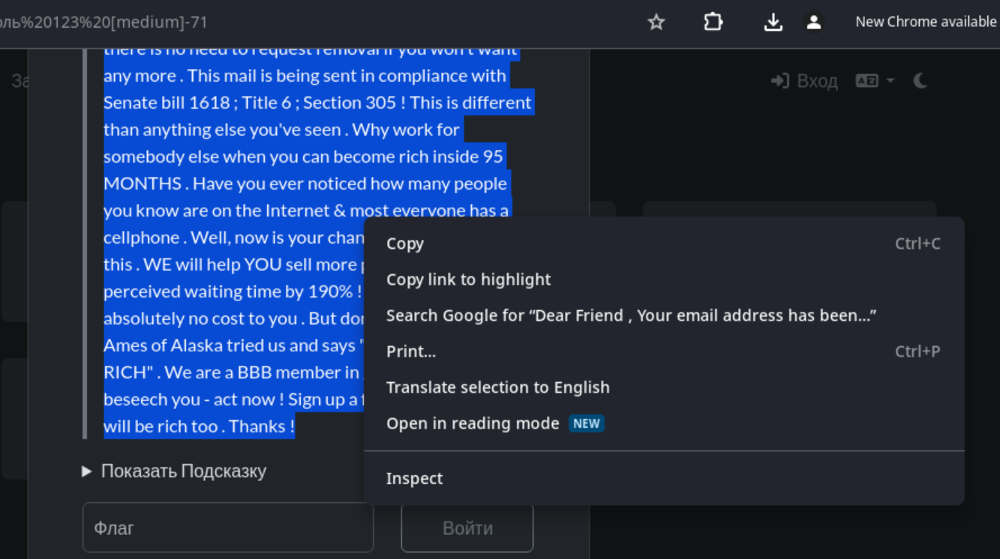 оль%20123%20[medium]-71
New Chrome available
there is no need to request removal if you won't want
any more . This mail is being sent in compliance with
Senate bill 1618 ; Title 6 ; Section 305 ! This is different
than anything else you've seen . Why work for
somebody else when you can become rich inside 95
MONTHS . Have you ever noticed how many people
you know are on the Internet & most everyone has a
cellphone . Well, now is your chan
this . WE will help YOU sell more p
perceived waiting time by 190% !
absolutely no cost to you . But don
Ames of Alaska tried us and says "
RICH" . We are a BBB member in
beseech you - act now ! Sign up a f
will be rich too . Thanks !
За
Вход
Copy Ctrl+C
Copy link to highlight
Search Google for “Dear Friend , Your email address has been...”
Print... Ctrl+P
Translate selection to English
Open in reading mode NEW
Inspect
Показать Подсказку
Флаг
Войти